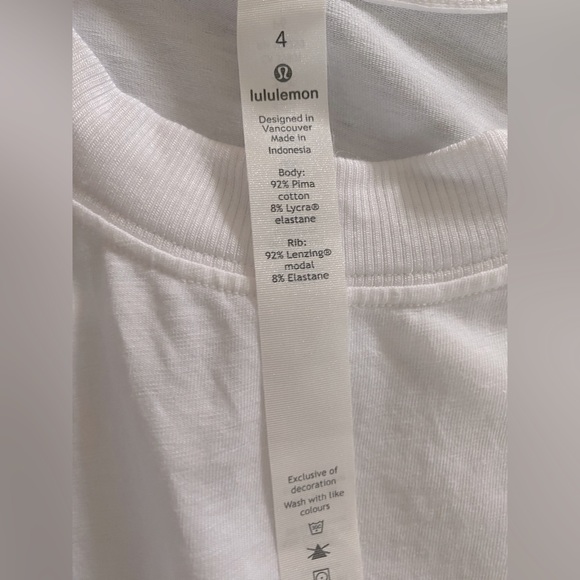 4
lululemon
Designed in
Vancouver
Made in
Indonesia
Body:
92% Pima
cotton
8% Lycra®
elastane
Rib:
92% Lenzing®
modal
8% Elastane
Exclusive of
decoration
Wash with like
colours